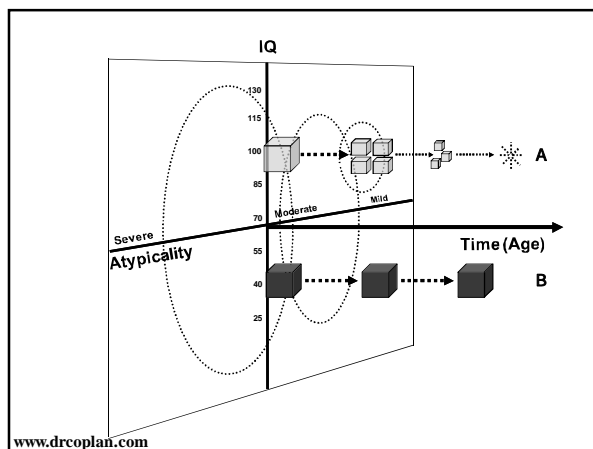 IQ
130
115
100
85
70
55
40
25
Severe
Moderate
Mild
Atypicality
Time (Age)
A
B
www.drcoplan.com